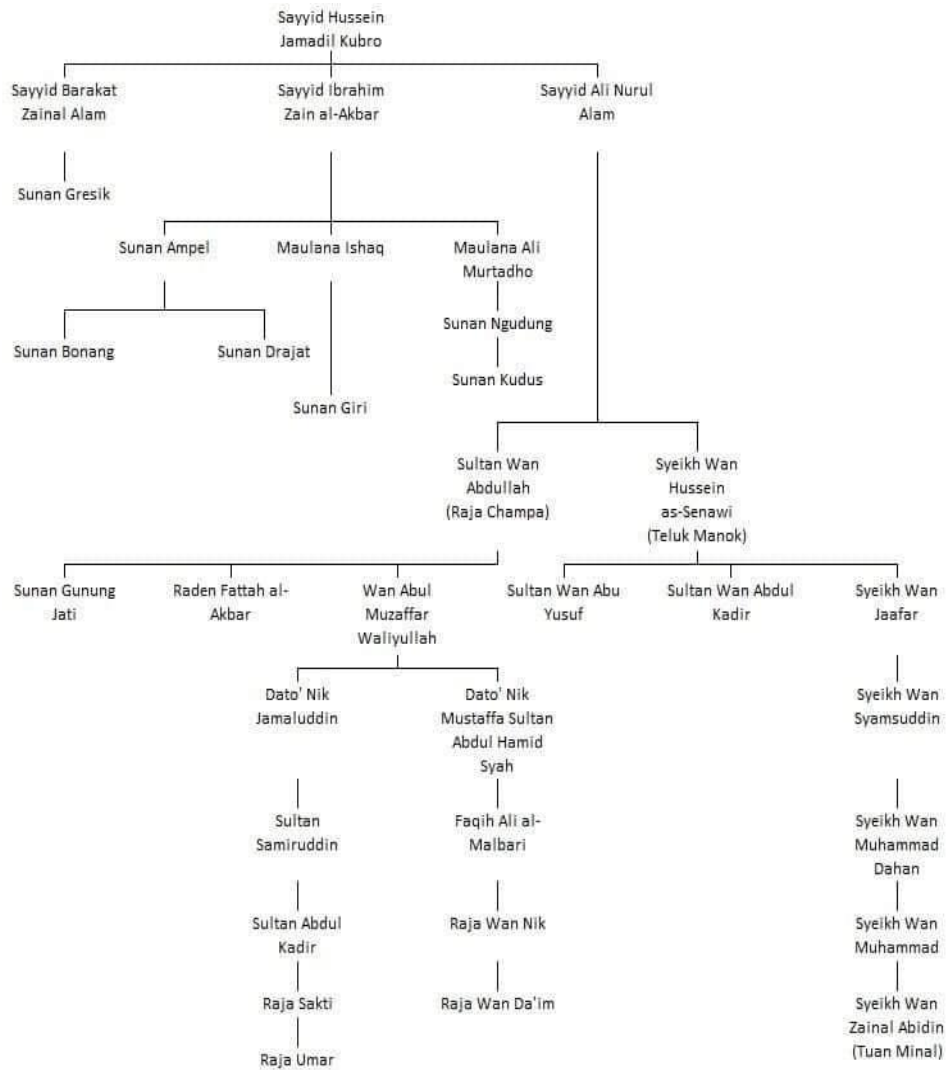 Sayyid Hussein
Jamadil Kubro
Sayyid Barakat
Zainal Alam
Sayyid Ibrahim
Zain al-Akbar
Sayyid Ali Nurul
Alam
Sunan Gresik
Sunan Ampel
Maulana Ishaq
Maulana Ali
Murtadho
Sunan Ngudung
Sunan Bonang
Sunan Drajat
Sunan Kudus
Sunan Giri
Sultan Wan
Abdullah
(Raja Champa)
Syeikh Wan
Hussein
as-Senawi
(Teluk Manok)
Sunan Gunung
Jati
Raden Fattah al-
Akbar
Wan Abul
Muzaffar
Waliyullah
Sultan Wan Abu
Yusuf
Sultan Wan Abdul
Kadir
Syeikh Wan
Jaafar
Dato' Nik
Jamaluddin
Dato' Nik
Mustaffa Sultan
Abdul Hamid
Syah
Syeikh Wan
Syamsuddin
Sultan
Samiruddin
Faqih Ali al-
Malbari
Syeikh Wan
Muhammad
Dahan
Sultan Abdul
Kadir
Raja Wan Nik
Syeikh Wan
Muhammad
Raja Sakti
Raja Wan Da'im
Syeikh Wan
Zainal Abidin
(Tuan Minal)
Raja Umar